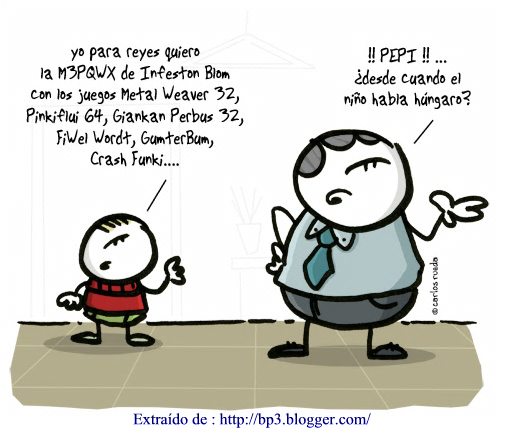 yo para reyes quiero
la M3PQWX de Infeston Blom
con los juegos Metal Weaver 32,
Pinkiflui 64, Giankan Perbus 32,
FiWel Wordt, GumterBum,
Crash Funki....
!! PEPI !! ...
¿desde cuando el
niño habla húngaro?
© carlos rueda
Extraído de : http://bp3.blogger.com/